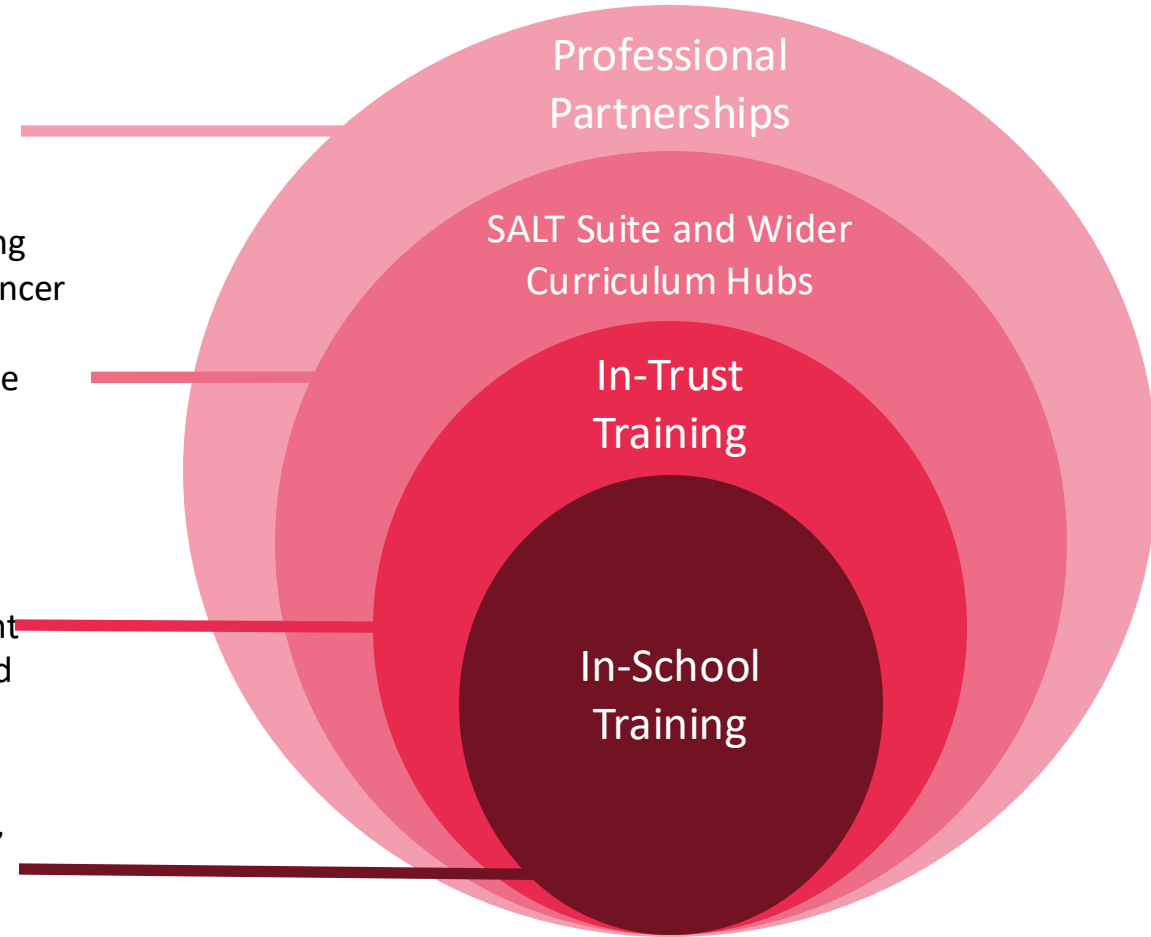 Professional
Partnerships
SALT Suite and Wider
Curriculum Hubs
In-Trust
Training
In-School
Training